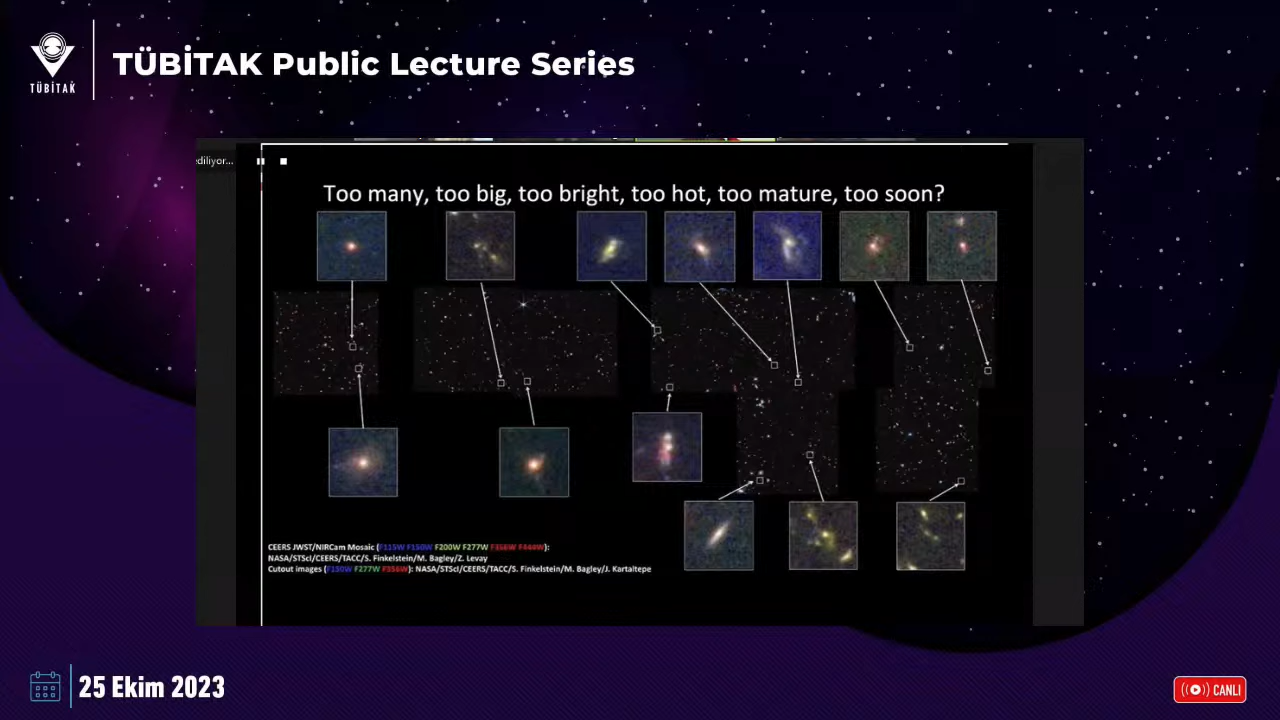 TÜBİTAK
TÜBİTAK Public Lecture Series
ediliyor...
Too many, too big, too bright, too hot, too mature, too soon?
CEERS JWST/NIRCam Mosaic (F115W F150W F200W F277W F356W F444W):
NASA/STScI/CEERS/TACC/S. Finkelstein/M. Bagley/Z. Levay
Cutout images (F150W F277W F356W): NASA/STScI/CEERS/TACC/S. Finkelstein/M. Bagley/J. Kartaltepe
25 Ekim 2023
CANLI